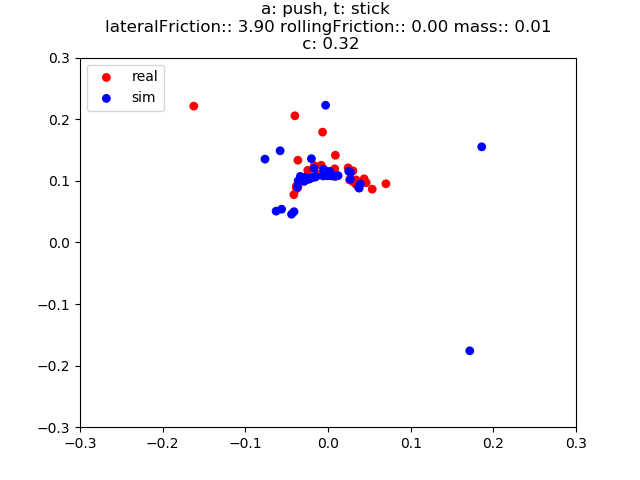 a: push, t: stick
lateralFriction:: 3.90 rollingFriction:: 0.00 mass:: 0.01
c: 0.32
real
sim
0.3
0.2
0.1
0.0
−0.1
−0.2
−0.3
−0.3 −0.2 −0.1 0.0 0.1 0.2 0.3